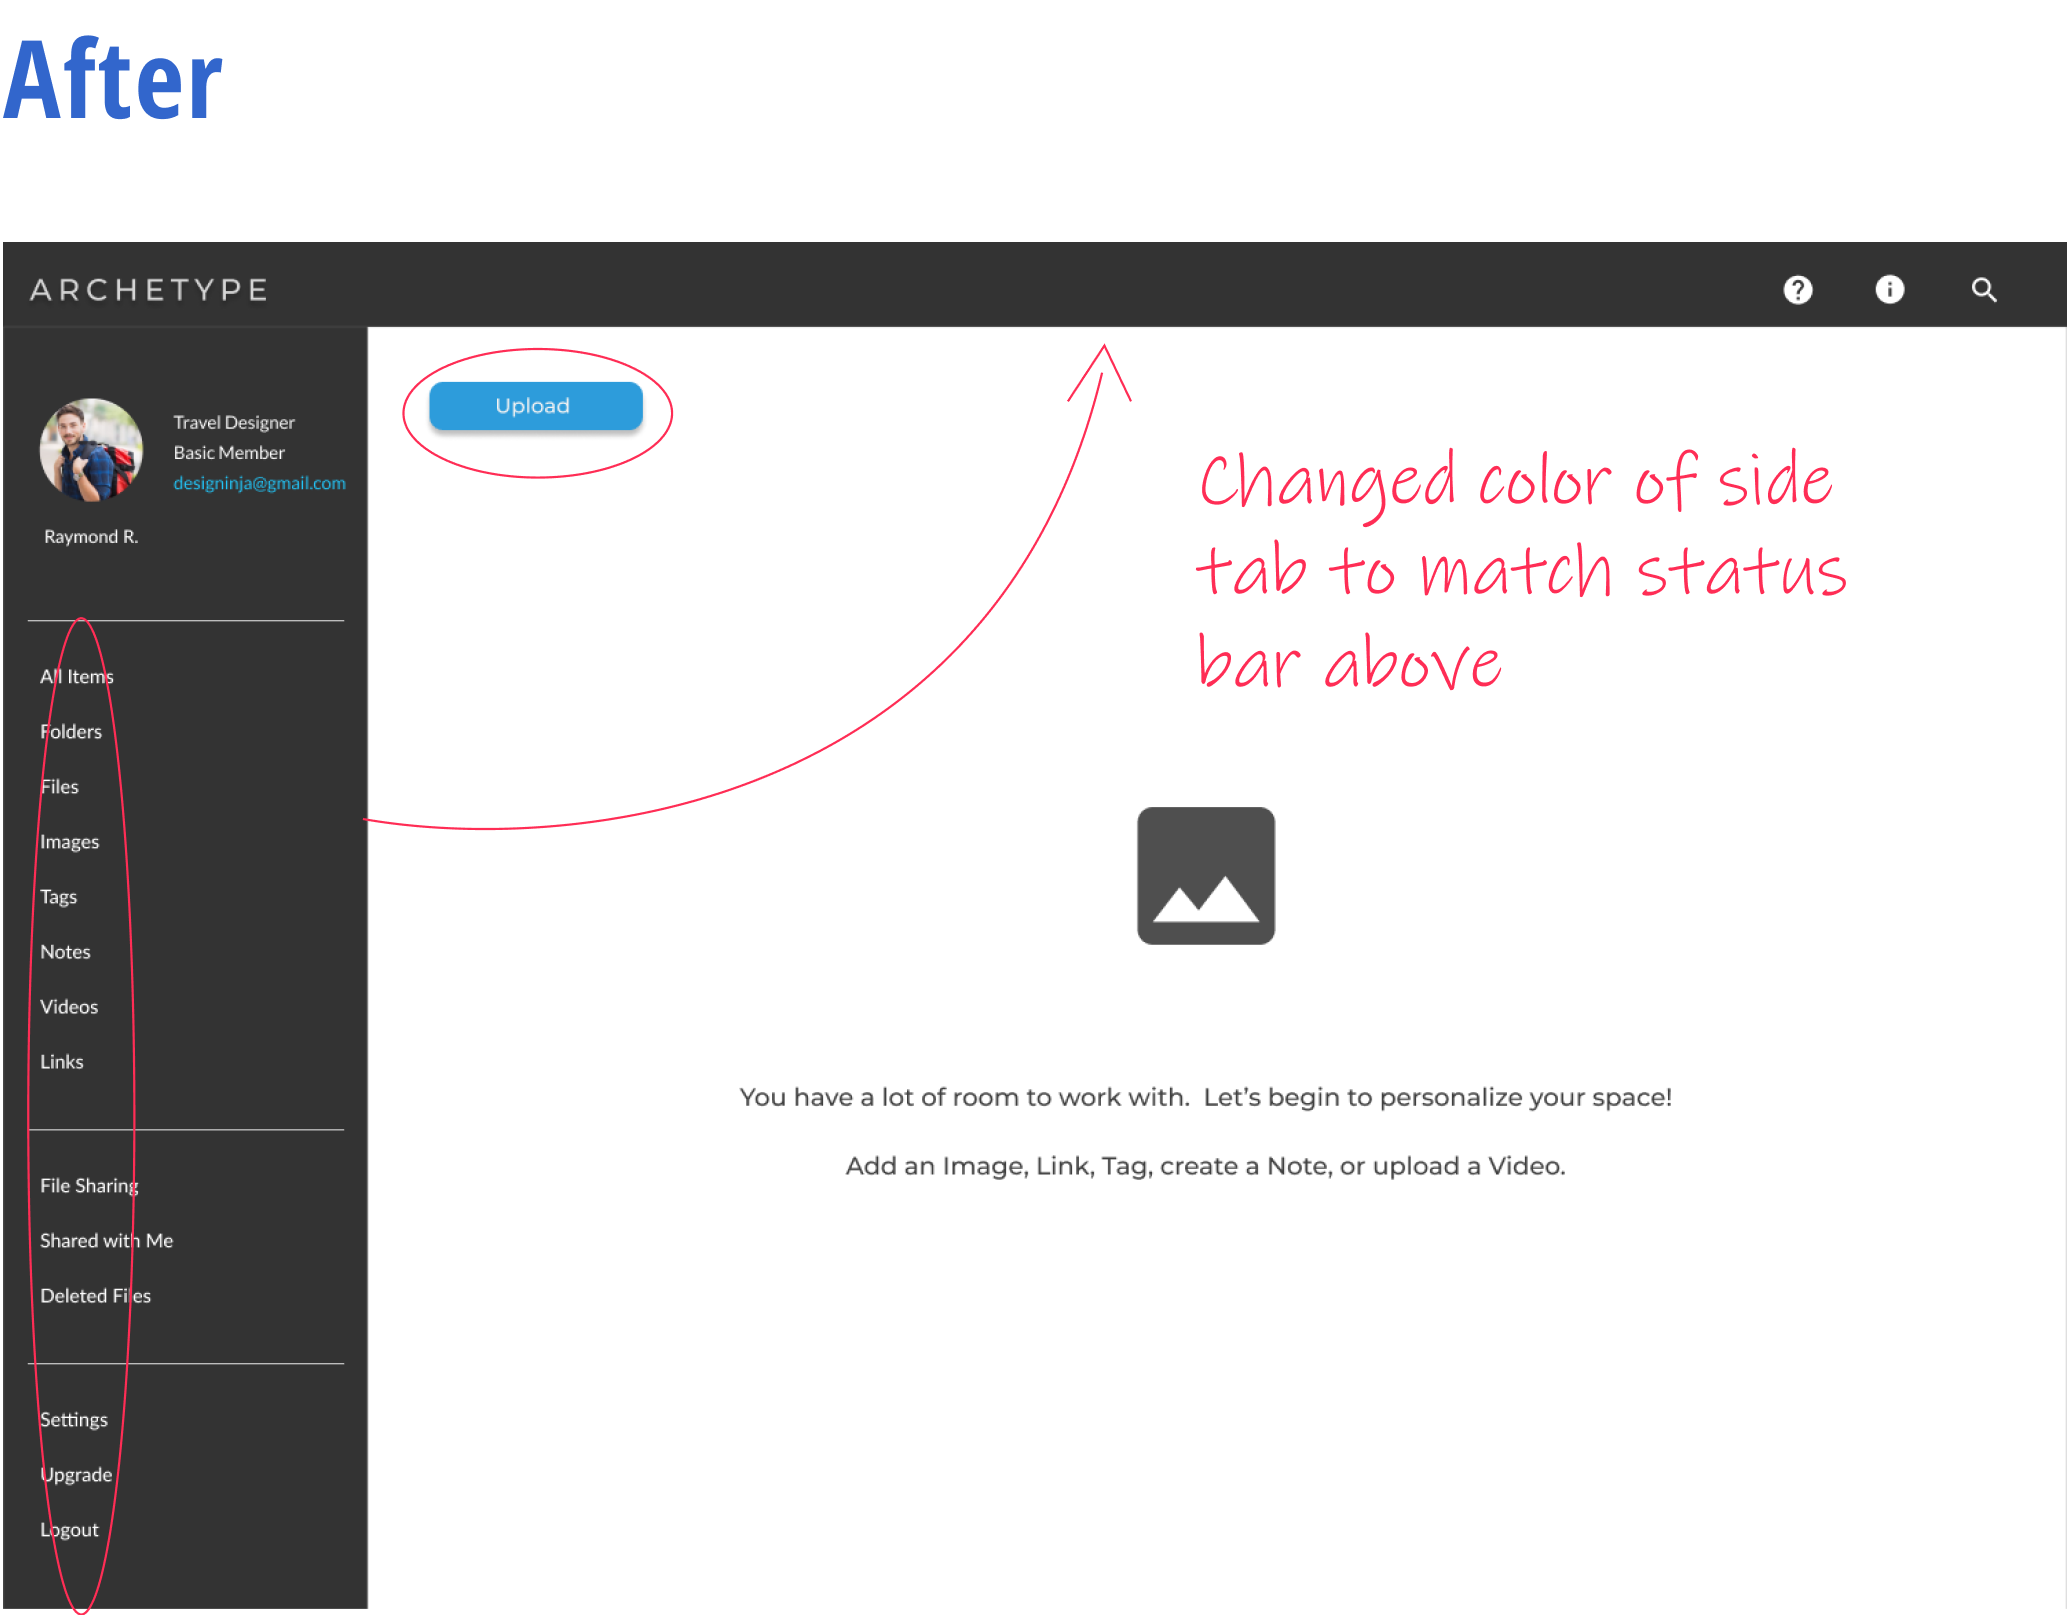 After
ARCHETYPE
Travel Designer
Basic Member
designinja@gmail.com
Raymond R.
Upload
Changed color of side
tab to match status
bar above
All Items
Folders
Files
Images
Tags
Notes
Videos
Links
You have a lot of room to work with.  Let’s begin to personalize your space!
Add an Image, Link, Tag, create a Note, or upload a Video.
File Sharing
Shared with Me
Deleted Files
Settings
Upgrade
Logout